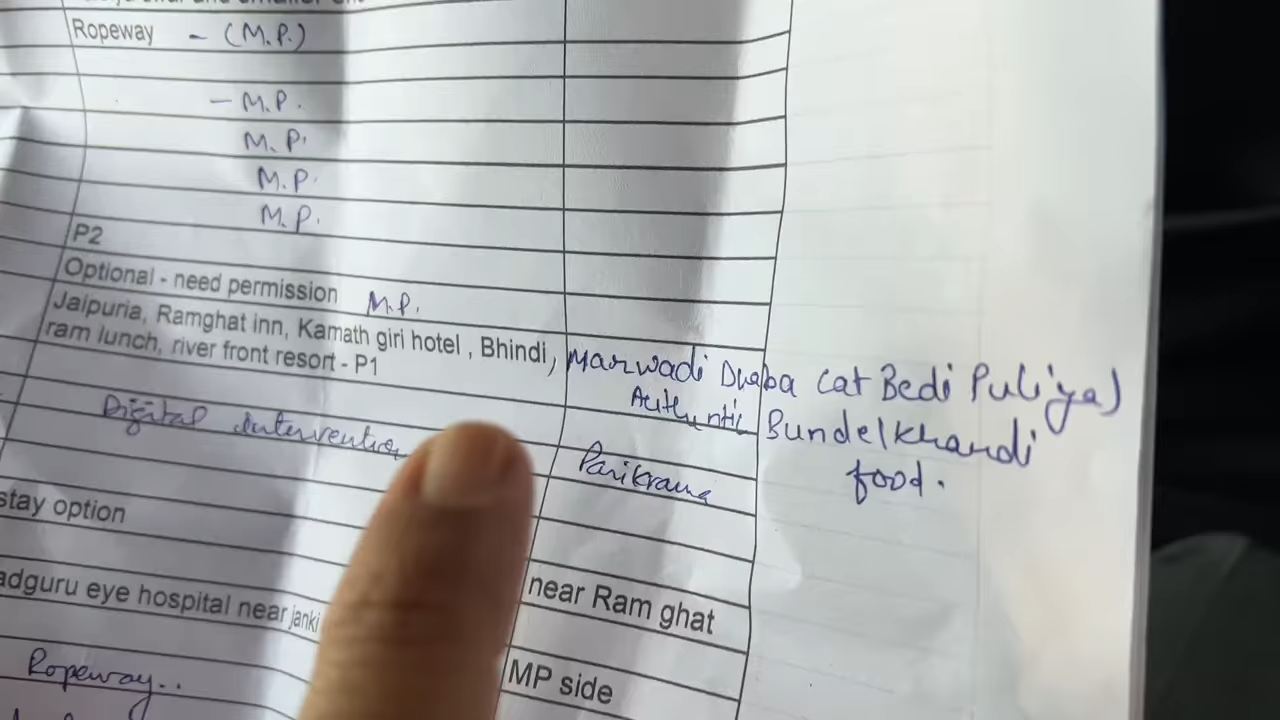 Ropeway - (M.P.)
- M.P.
M.P.
M.P.
M.P.
P2
Optional - need permission M.P.
Jaipuria, Ramghat inn, Kamath giri hotel , Bhindi, Marwadi Dhaba (at Bedi Puliya)
ram lunch, river front resort - P1
Authentic Bundelkhandi
food.
Digital intervention
Parikrama
stay option
adguru eye hospital near janki
near Ram ghat
Ropeway..
MP side